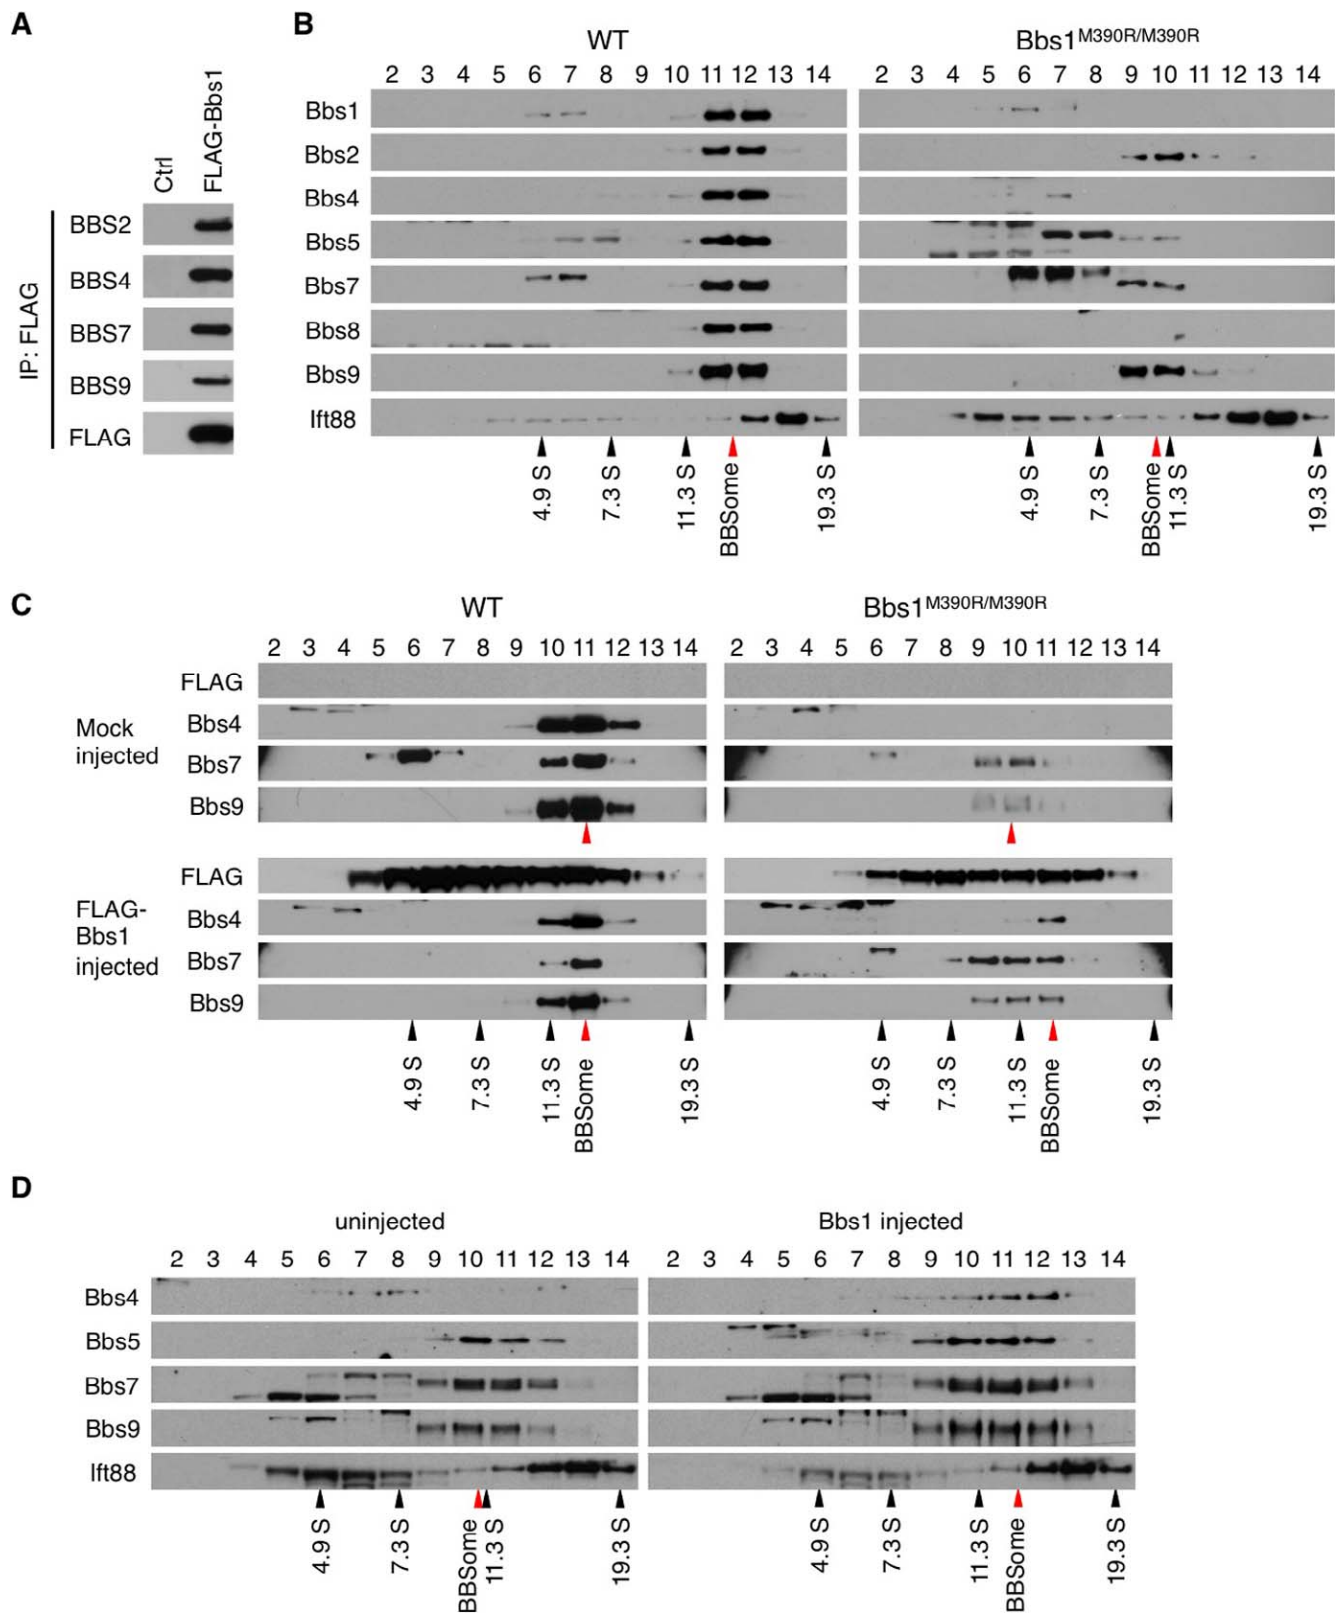 A
Ctrl
FLAG-Bbs1
IP: FLAG
BBS2
BBS4
BBS7
BBS9
FLAG
B
WT
Bbs1M390R/M390R
2 3 4 5 6 7 8 9 10 11 12 13 14
2 3 4 5 6 7 8 9 10 11 12 13 14
Bbs1
Bbs2
Bbs4
Bbs5
Bbs7
Bbs8
Bbs9
Ift88
4.9 S
7.3 S
11.3 S
BBSome
19.3 S
4.9 S
7.3 S
BBSome
11.3 S
19.3 S
C
WT
Bbs1M390R/M390R
2 3 4 5 6 7 8 9 10 11 12 13 14
2 3 4 5 6 7 8 9 10 11 12 13 14
Mock
injected
FLAG
Bbs4
Bbs7
Bbs9
FLAG-
Bbs1
injected
FLAG
Bbs4
Bbs7
Bbs9
4.9 S
7.3 S
11.3 S
BBSome
19.3 S
4.9 S
7.3 S
11.3 S
BBSome
19.3 S
D
uninjected
Bbs1 injected
2 3 4 5 6 7 8 9 10 11 12 13 14
2 3 4 5 6 7 8 9 10 11 12 13 14
Bbs4
Bbs5
Bbs7
Bbs9
Ift88
4.9 S
7.3 S
BBSome
11.3 S
19.3 S
4.9 S
7.3 S
11.3 S
BBSome
19.3 S